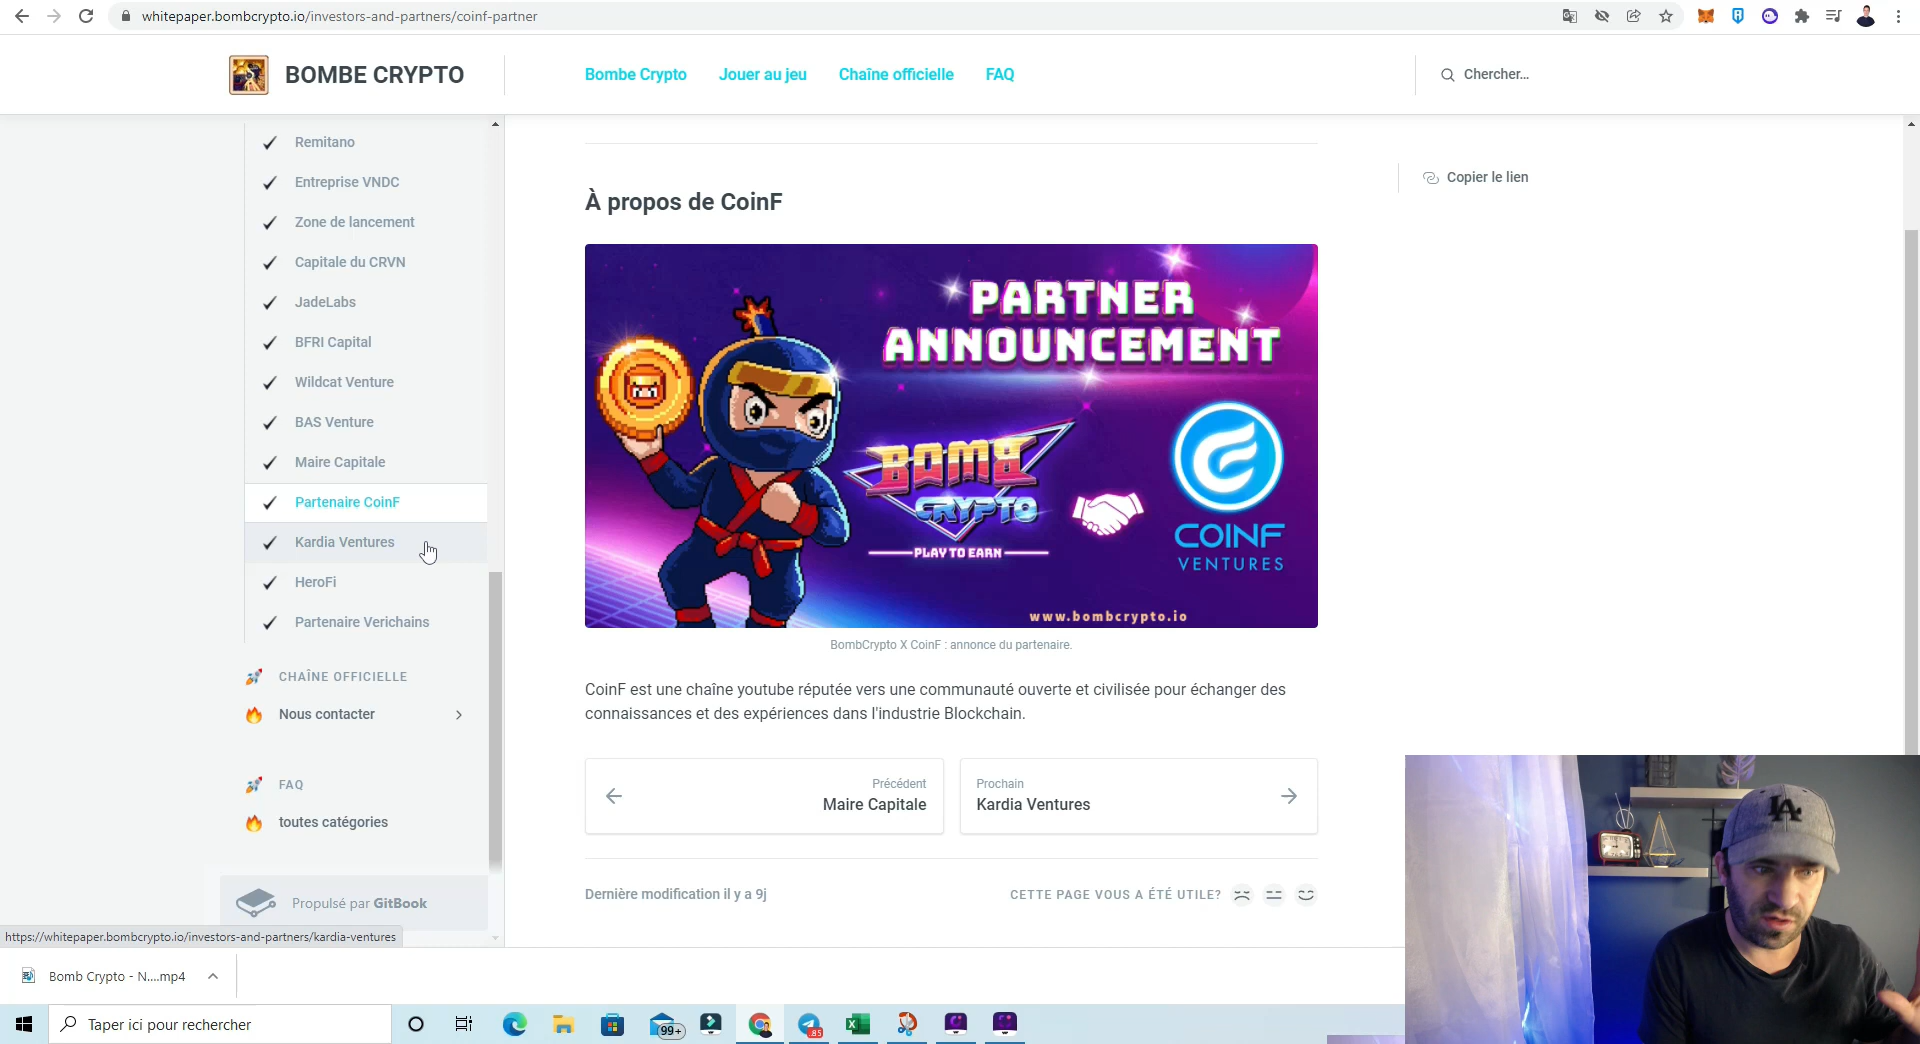 whitepaper.bombcrypto.io/investors-and-partners/coinf-partner
BOMBE CRYPTO
Bombe Crypto
Jouer au jeu
Chaîne officielle
FAQ
Chercher...
Remitano
Entreprise VNDC
Zone de lancement
Capitale du CRVN
JadeLabs
BFRI Capital
Wildcat Venture
BAS Venture
Maire Capitale
Partenaire CoinF
Kardia Ventures
HeroFi
Partenaire Verichains
CHAÎNE OFFICIELLE
Nous contacter
FAQ
toutes catégories
Propulsé par GitBook
https://whitepaper.bombcrypto.io/investors-and-partners/kardia-ventures
À propos de CoinF
Copier le lien
PARTNER
ANNOUNCEMENT
BOMB
CRYPTO
PLAY TO EARN
COINF
VENTURES
www.bombcrypto.io
BombCrypto X CoinF : annonce du partenaire.
CoinF est une chaîne youtube réputée vers une communauté ouverte et civilisée pour échanger des
connaissances et des expériences dans l'industrie Blockchain.
Précédent
Maire Capitale
Prochain
Kardia Ventures
Dernière modification il y a 9j
CETTE PAGE VOUS A ÉTÉ UTILE?
LA
Bomb Crypto - N....mp4
Taper ici pour rechercher
99+
85